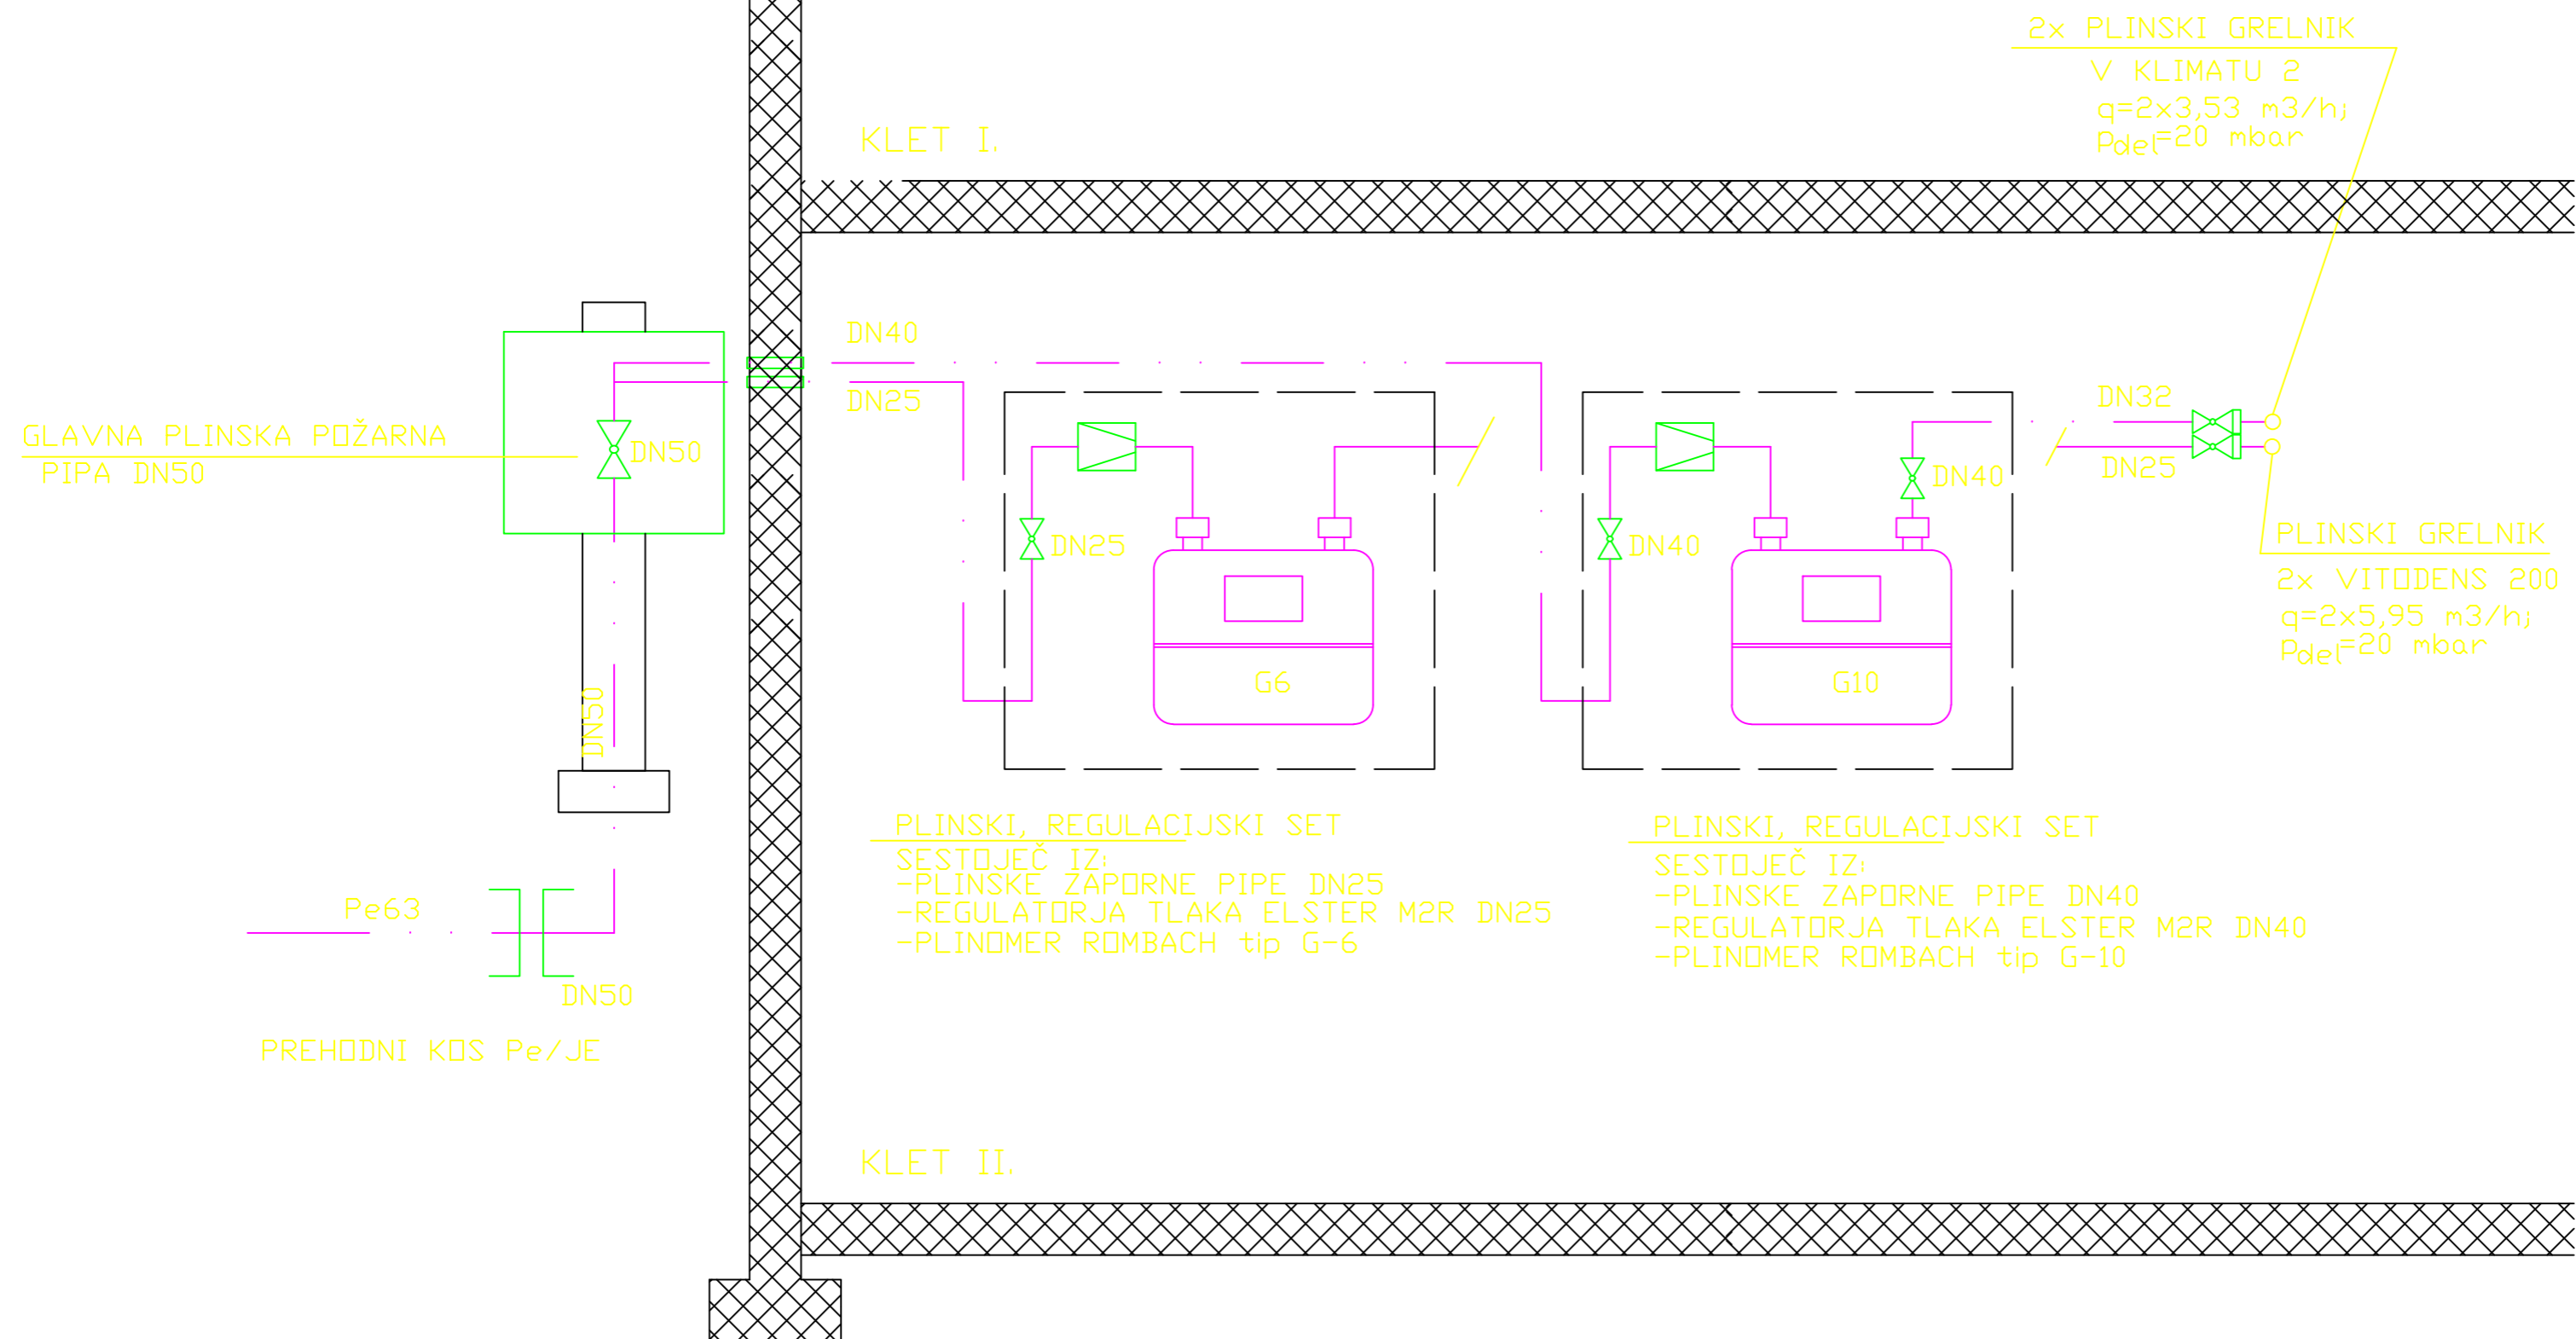 2x PLINSKI GRELNIK
V KLIMATU 2
q=2x3,53 m3/h;
pdel=20 mbar
KLET I.
DN40
DN25
GLAVNA PLINSKA POŽARNA
PIPA DN50
DN50
DN25
DN40
DN40
DN32
DN25
PLINSKI GRELNIK
2x VITODENS 200
q=2x5,95 m3/h;
pdel=20 mbar
G6
G10
DN50
PLINSKI, REGULACIJSKI SET
SESTOJEČ IZ:
-PLINSKE ZAPORNE PIPE DN25
-REGULATORJA TLAKA ELSTER M2R DN25
-PLINOMER ROMBACH tip G-6
PLINSKI, REGULACIJSKI SET
SESTOJEČ IZ:
-PLINSKE ZAPORNE PIPE DN40
-REGULATORJA TLAKA ELSTER M2R DN40
-PLINOMER ROMBACH tip G-10
Pe63
DN50
PREHODNI KOS Pe/JE
KLET II.